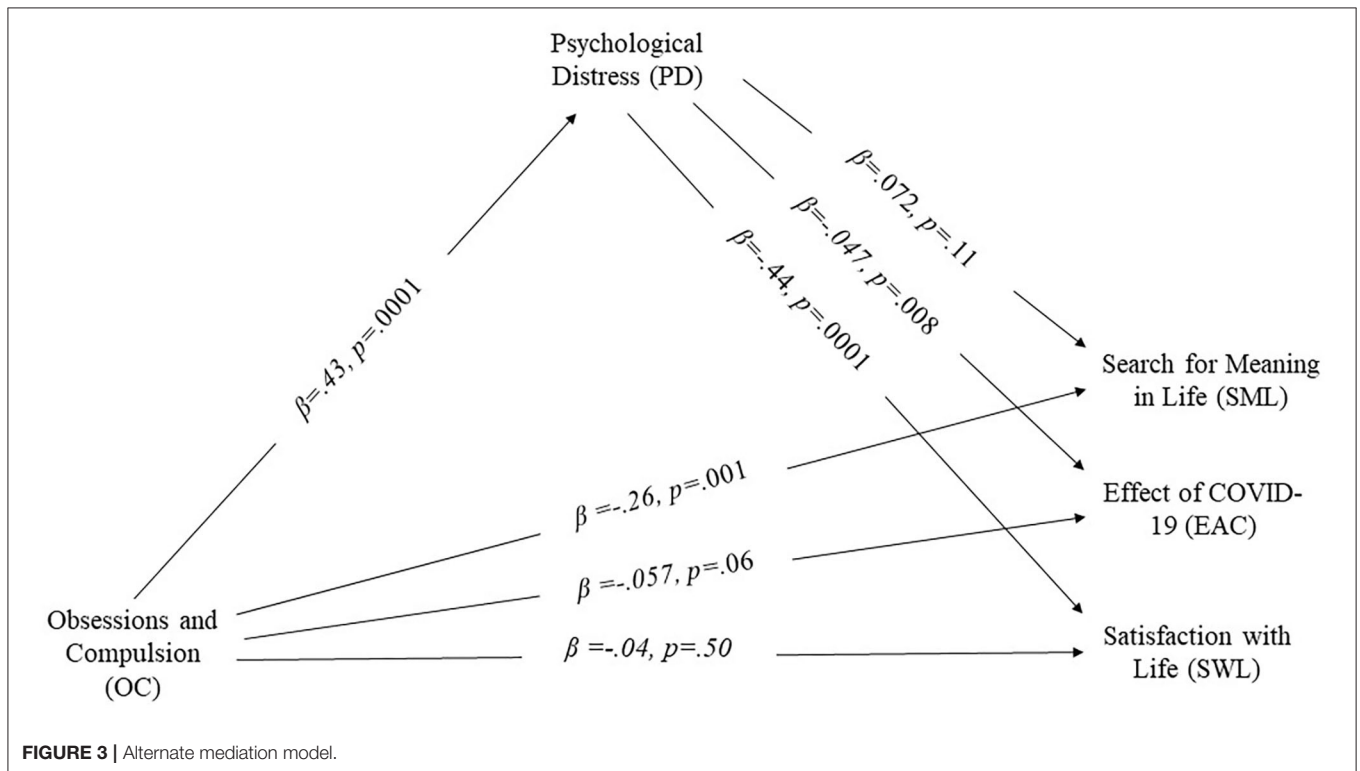 Psychological
Distress (PD)
β=.072, p=.11
β=-.047, p=.008
β=-.44, p=.0001
β=.43, p=.0001
Search for Meaning
in Life (SML)
β =-.26, p=.001
Effect of COVID-
19 (EAC)
β =-.057, p=.06
Obsessions and
Compulsion
(OC)
β =-.04, p=.50
Satisfaction with
Life (SWL)
FIGURE 3 | Alternate mediation model.